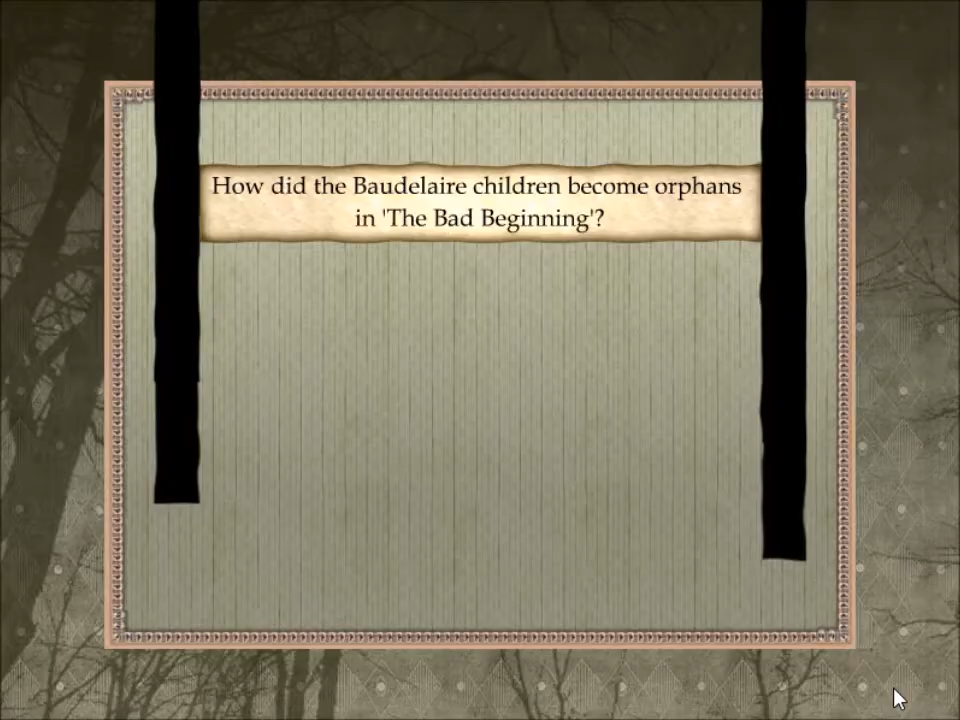 How did the Baudelaire children become orphans
in 'The Bad Beginning'?